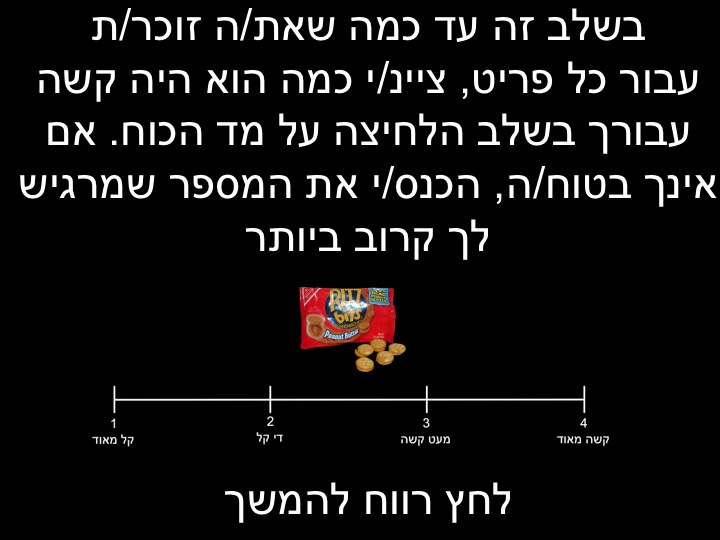 בשלב זה עד כמה שאת/ה זוכר/ת
עבור כל פריט, ציינ/י כמה הוא היה קשה
עבורך בשלב הלחיצה על מד הכוח. אם
אינך בטוח/ה, הכנס/י את המספר שמרגיש
לך קרוב ביותר
RITZ
bits
Peanut Butter
1 2 3 4
קל מאוד די קל מעט קשה קשה מאוד
לחץ רווח להמשך